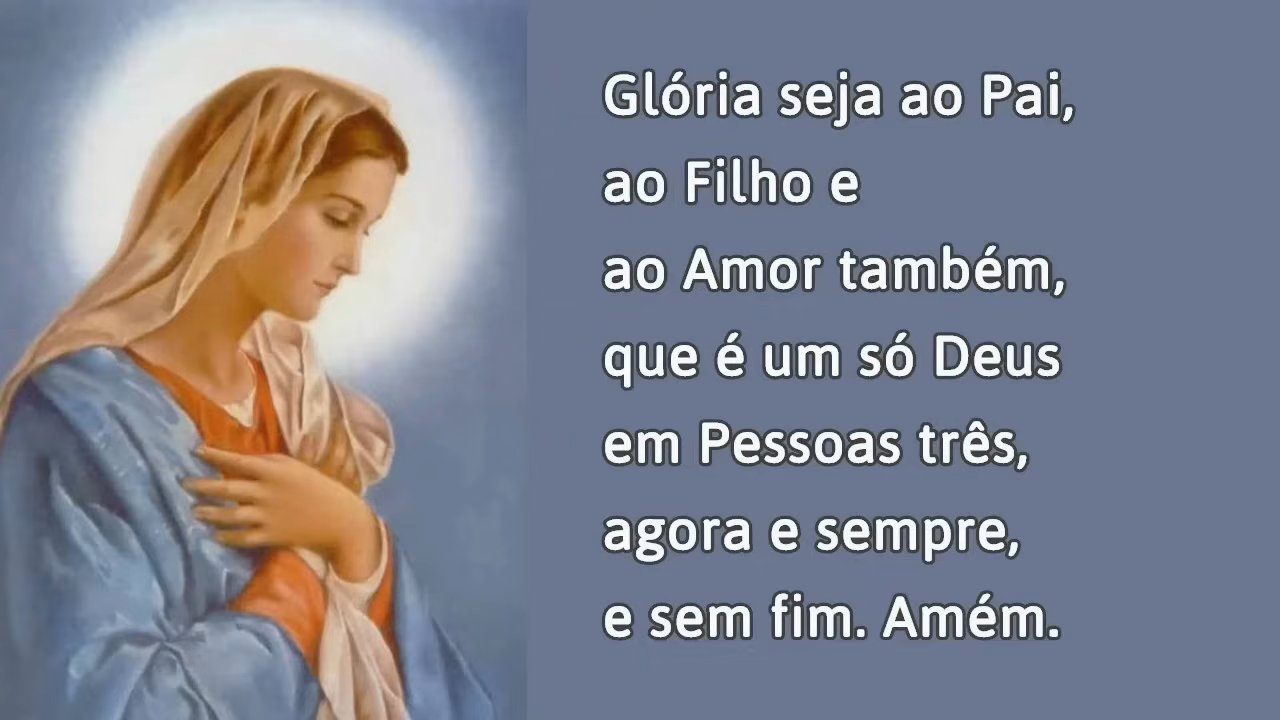 Glória seja ao Pai,
ao Filho e
ao Amor também,
que é um só Deus
em Pessoas três,
agora e sempre,
e sem fim. Amém.